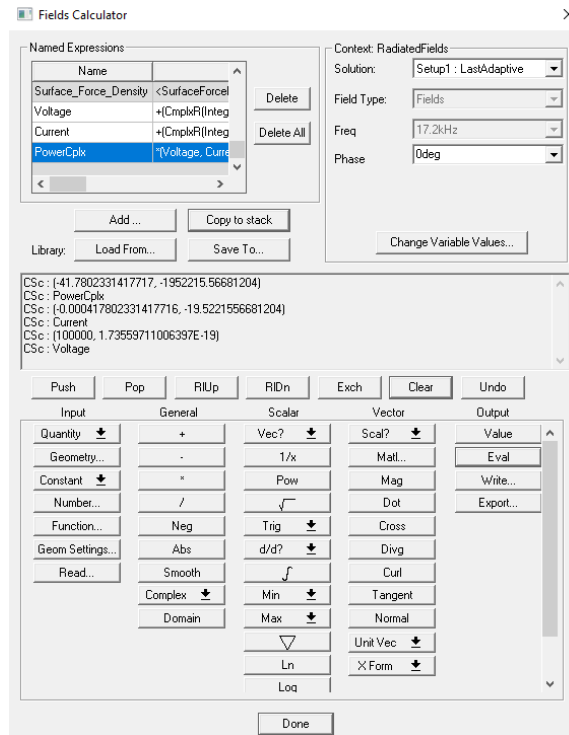 Fields Calculator
Named Expressions
Name
Surface_Force_Density <SurfaceForceI
Voltage +(CmplxR(Integ
Current +(CmplxR(Integ
PowerCplx *(Voltage, Curre
Delete
Delete All
Add ...
Copy to stack
Library:
Load From...
Save To...
Context: RadiatedFields
Solution: Setup1 : LastAdaptive
Field Type: Fields
Freq 17.2kHz
Phase 0deg
Change Variable Values...
CSc : (-41.7802331417717, -1952215.56681204)
CSc : PowerCplx
CSc : (-0.000417802331417716, -19.5221556681204)
CSc : Current
CSc : (100000, 1.73559711006397E-19)
CSc : Voltage
Push Pop RlUp RlDn Exch Clear Undo
Input General Scalar Vector Output
Quantity + Vec? Scal? Value
Geometry... - 1/x Matl... Eval
Constant * Pow Mag Write...
Number... / √ Dot Export...
Function... Neg Trig Cross
Geom Settings... Abs d/d? Divg
Read... Smooth ∫ Curl
Complex Min Tangent
Domain Max Normal
▽ Unit Vec
Ln X Form
Log
Done